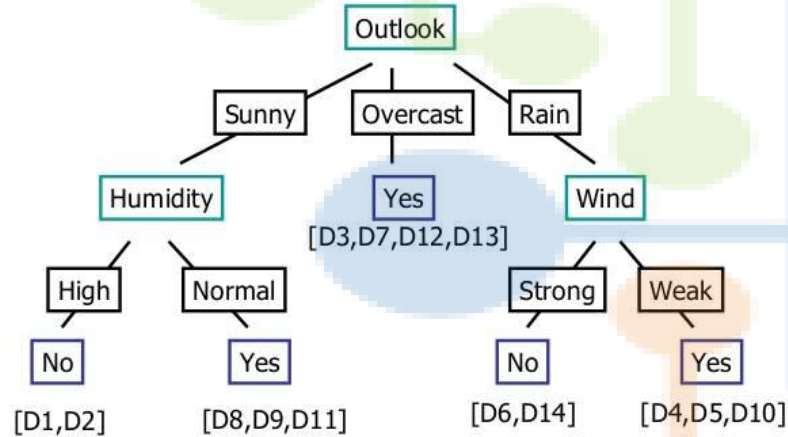 Outlook
Sunny
Overcast
Rain
Humidity
Yes
Wind
[D3,D7,D12,D13]
High
Normal
Strong
Weak
No
Yes
No
Yes
[D1,D2]
[D8,D9,D11]
[D6,D14]
[D4,D5,D10]